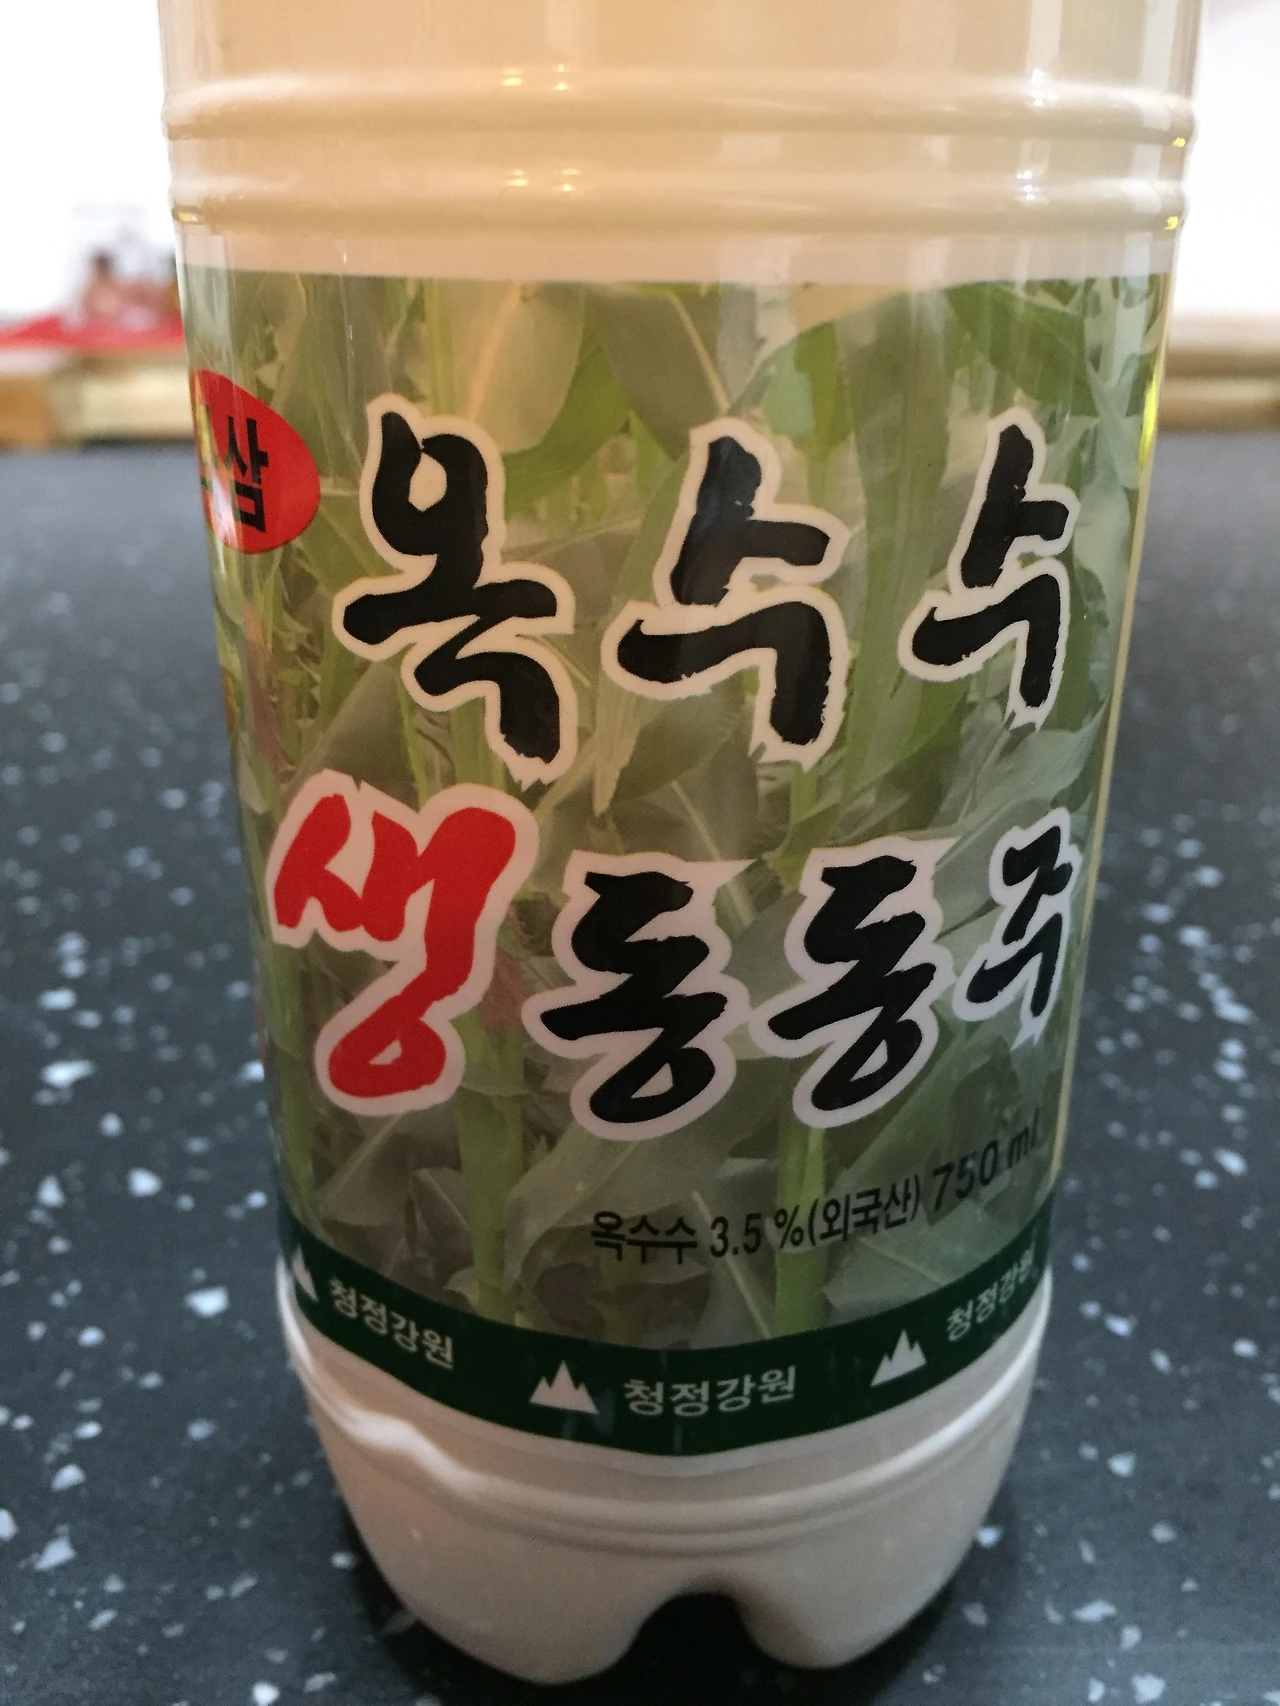 삼
옥수수
생동동주
옥수수 3.5 %(외국산) 750 ml
청정강원 청정강원 청정강원